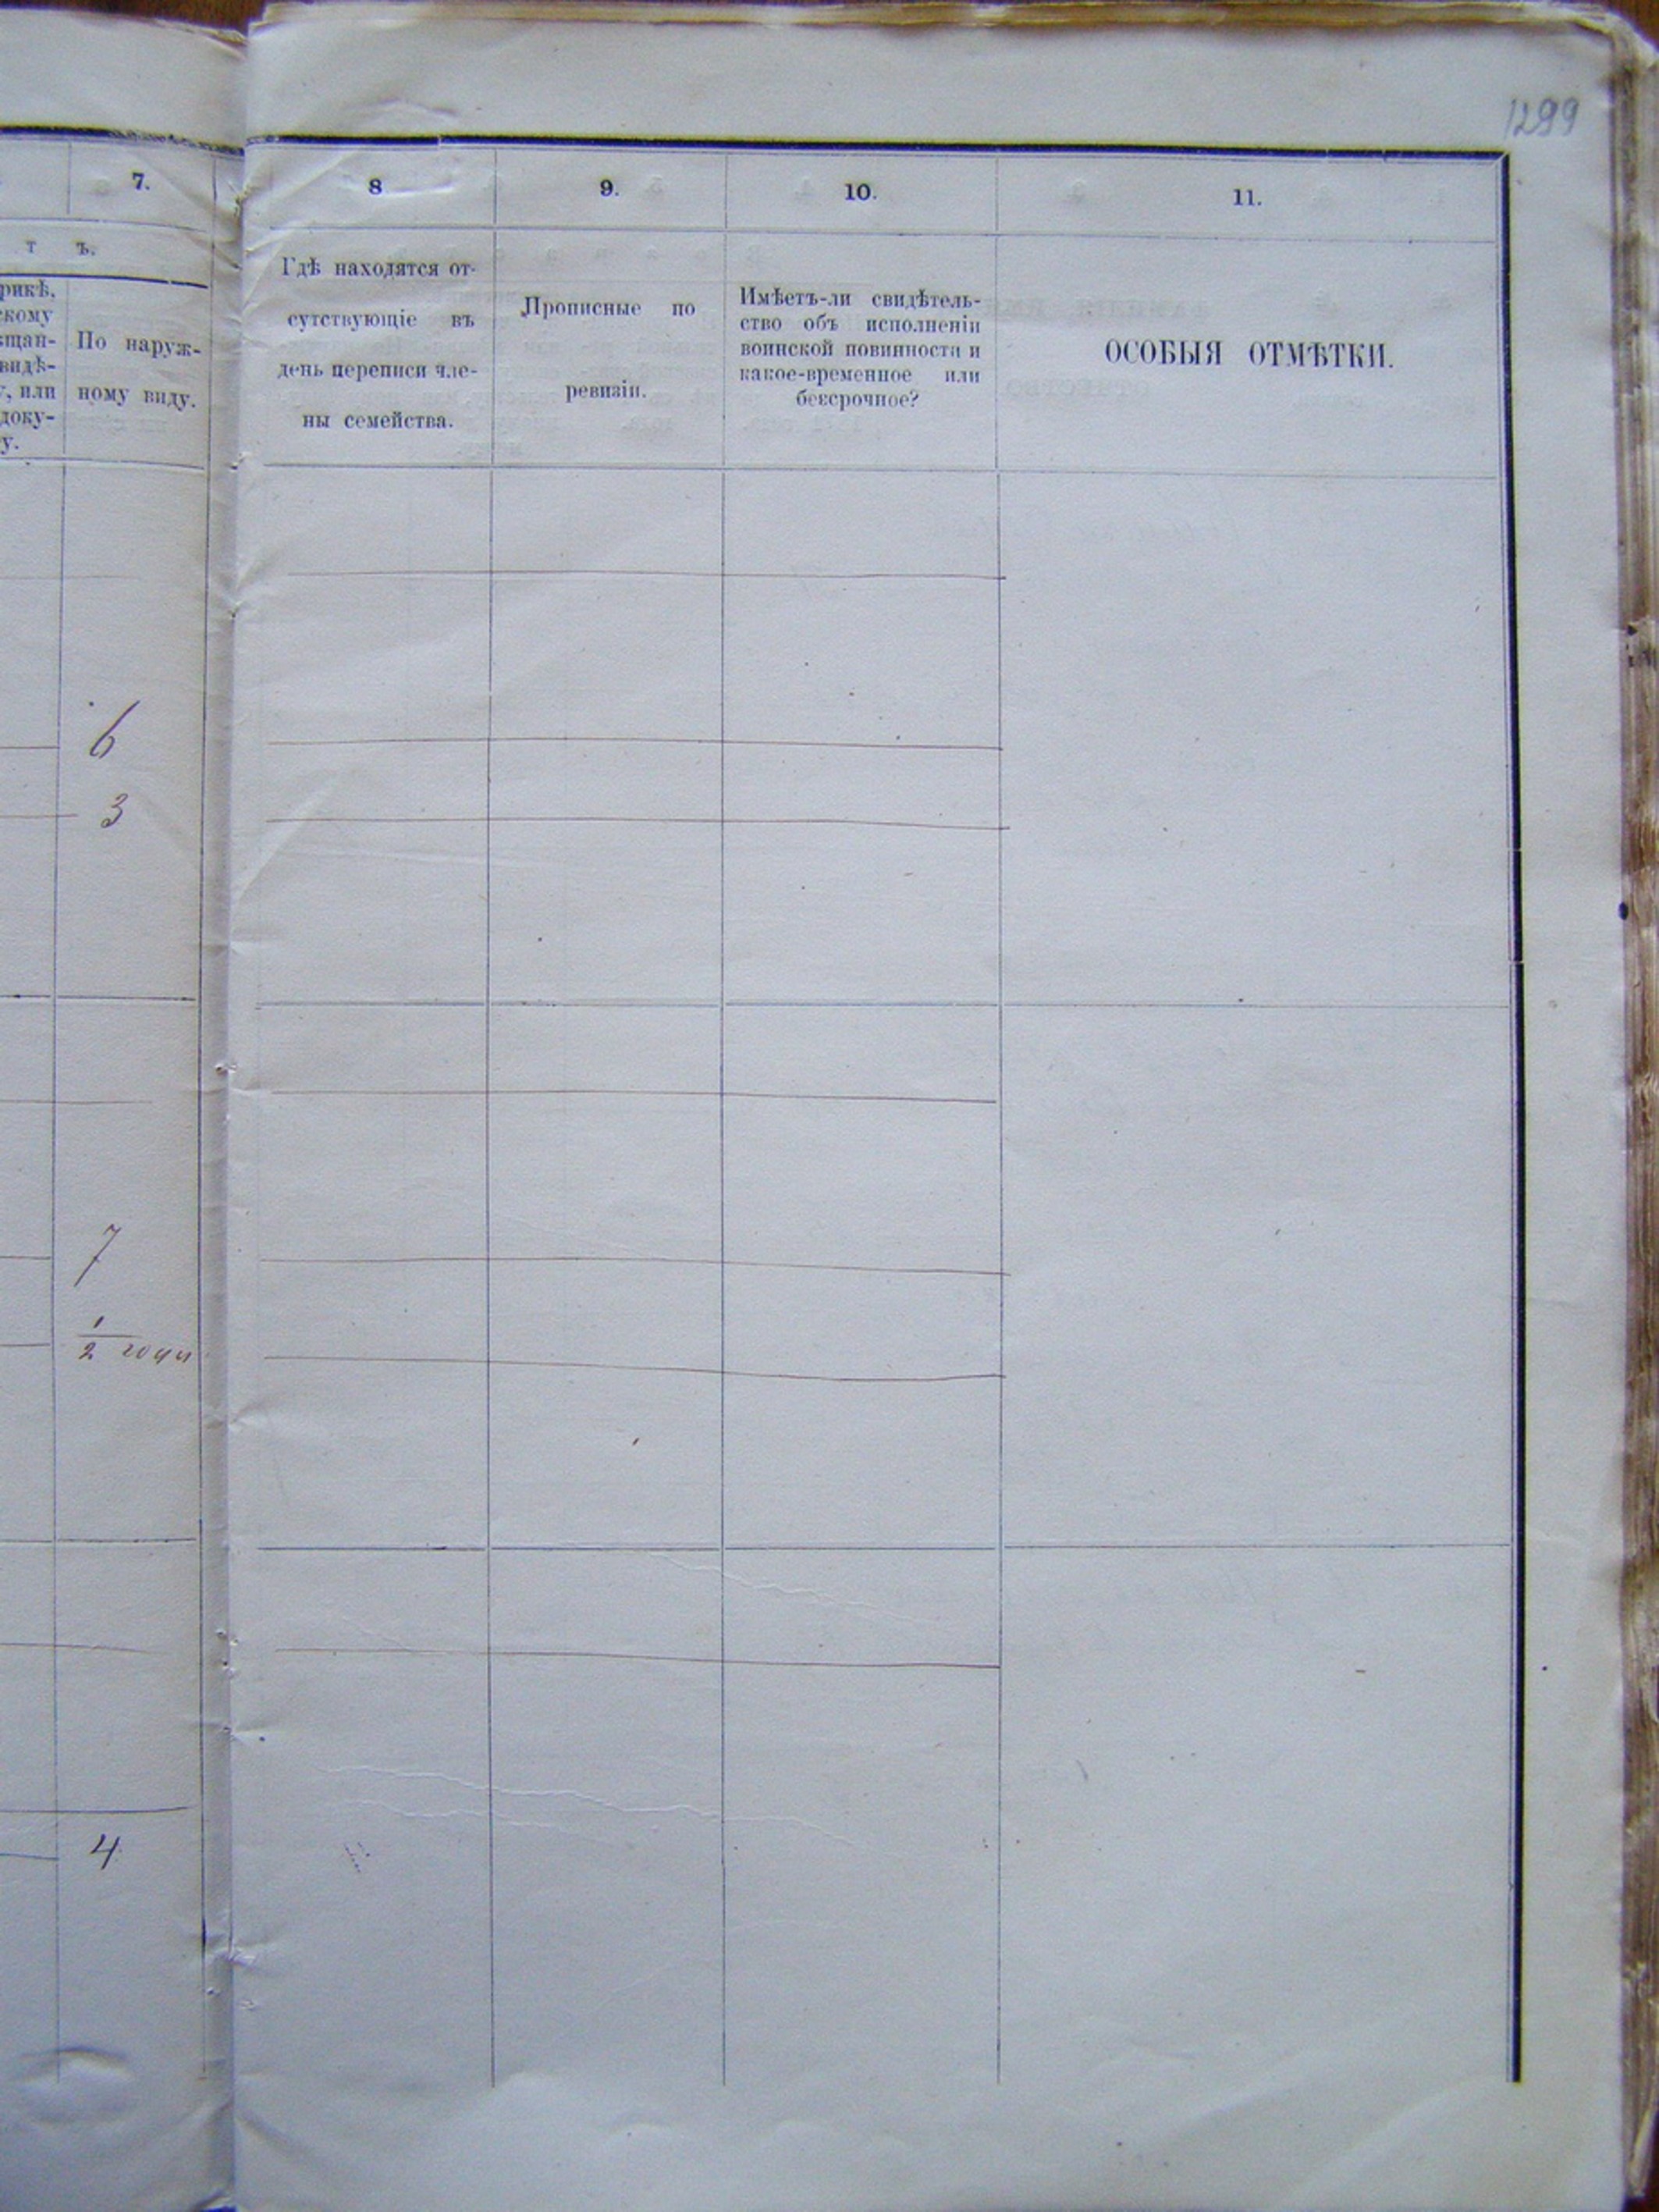 1299
7.
т ъ.
рикѣ,
скому
щан-
видѣ-
, или
доку-
у.
По наруж-
ному виду.
6
3
7
1/2 года
4
8
9.
10.
11.
Гдѣ находятся от-
сутствующіе въ
день переписи чле-
ны семейства.
Прописные по
ревизіи.
Имѣетъ-ли свидѣтель-
ство объ исполненіи
воинской повинности и
какое-временное или
безсрочное?
ОСОБЫЯ ОТМѢТКИ.